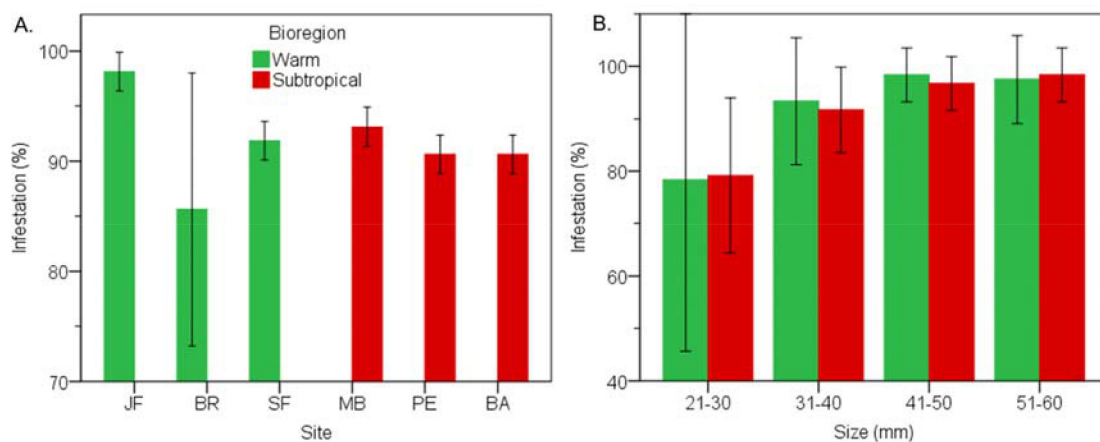 A.
Bioregion
Warm
Subtropical
Infestation (%)
100
90
80
70
JF BR SF MB PE BA
Site
B.
Infestation (%)
100
80
60
40
21-30 31-40 41-50 51-60
Size (mm)